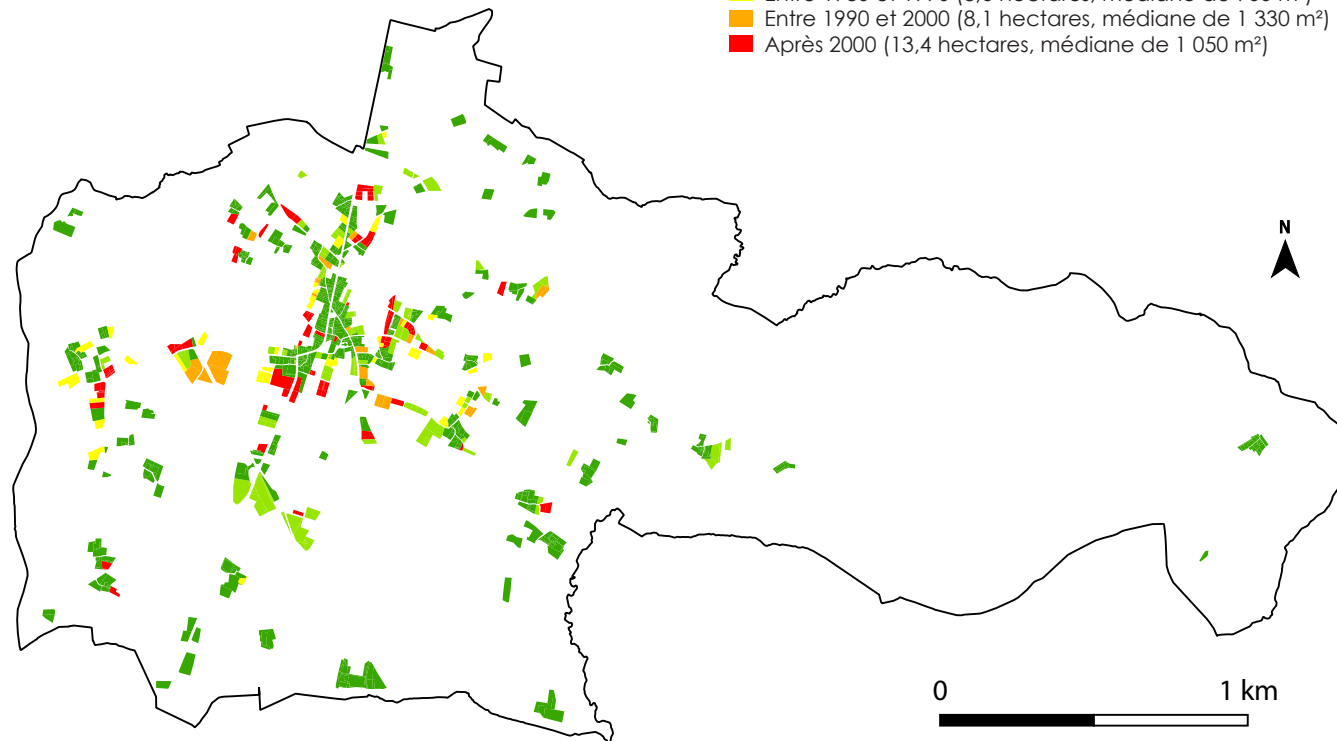 Entre 1990 et 2000 (8,1 hectares, médiane de 1 330 m²)
Après 2000 (13,4 hectares, médiane de 1 050 m²)
N
0 1 km